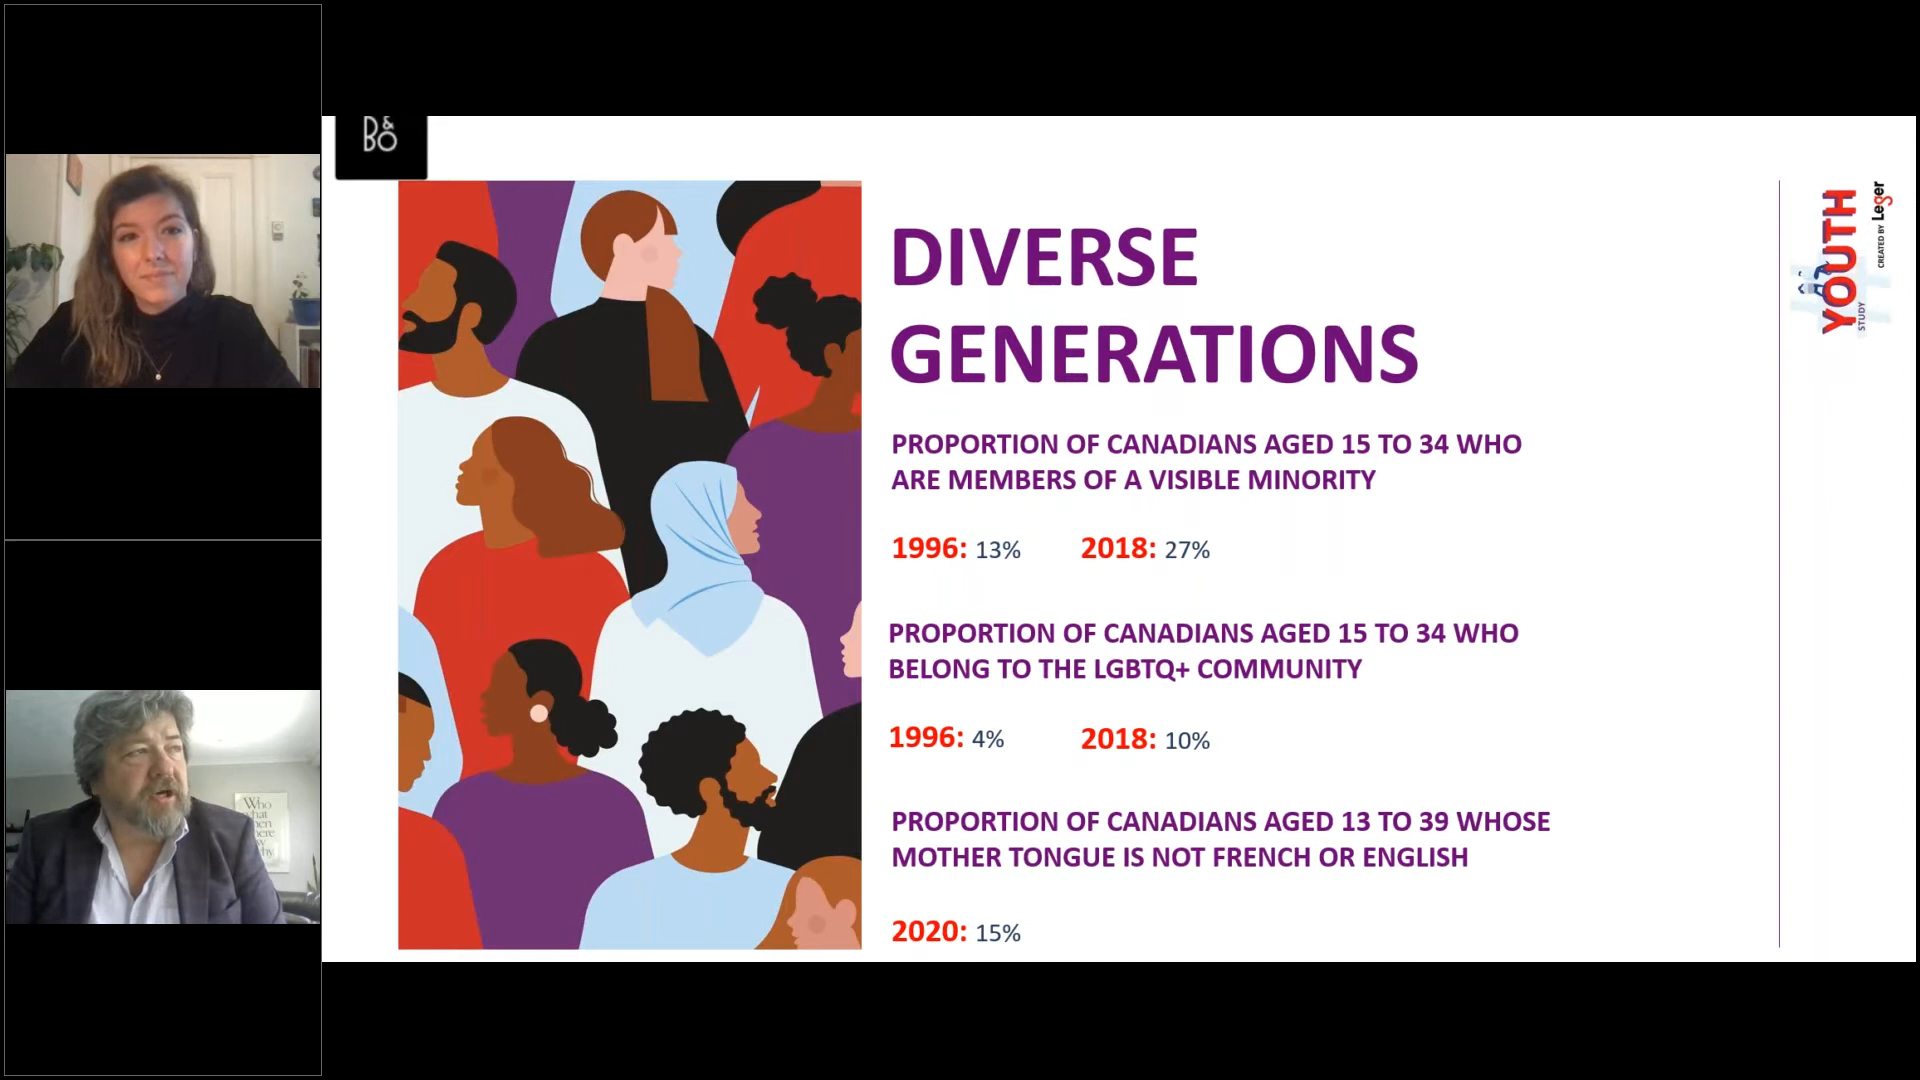 B&
BO
DIVERSE
GENERATIONS
PROPORTION OF CANADIANS AGED 15 TO 34 WHO
ARE MEMBERS OF A VISIBLE MINORITY
1996: 13% 2018: 27%
PROPORTION OF CANADIANS AGED 15 TO 34 WHO
BELONG TO THE LGBTQ+ COMMUNITY
1996: 4% 2018: 10%
PROPORTION OF CANADIANS AGED 13 TO 39 WHOSE
MOTHER TONGUE IS NOT FRENCH OR ENGLISH
2020: 15%
YOUTH
STUDY
CREATED BY Leger
Who
what